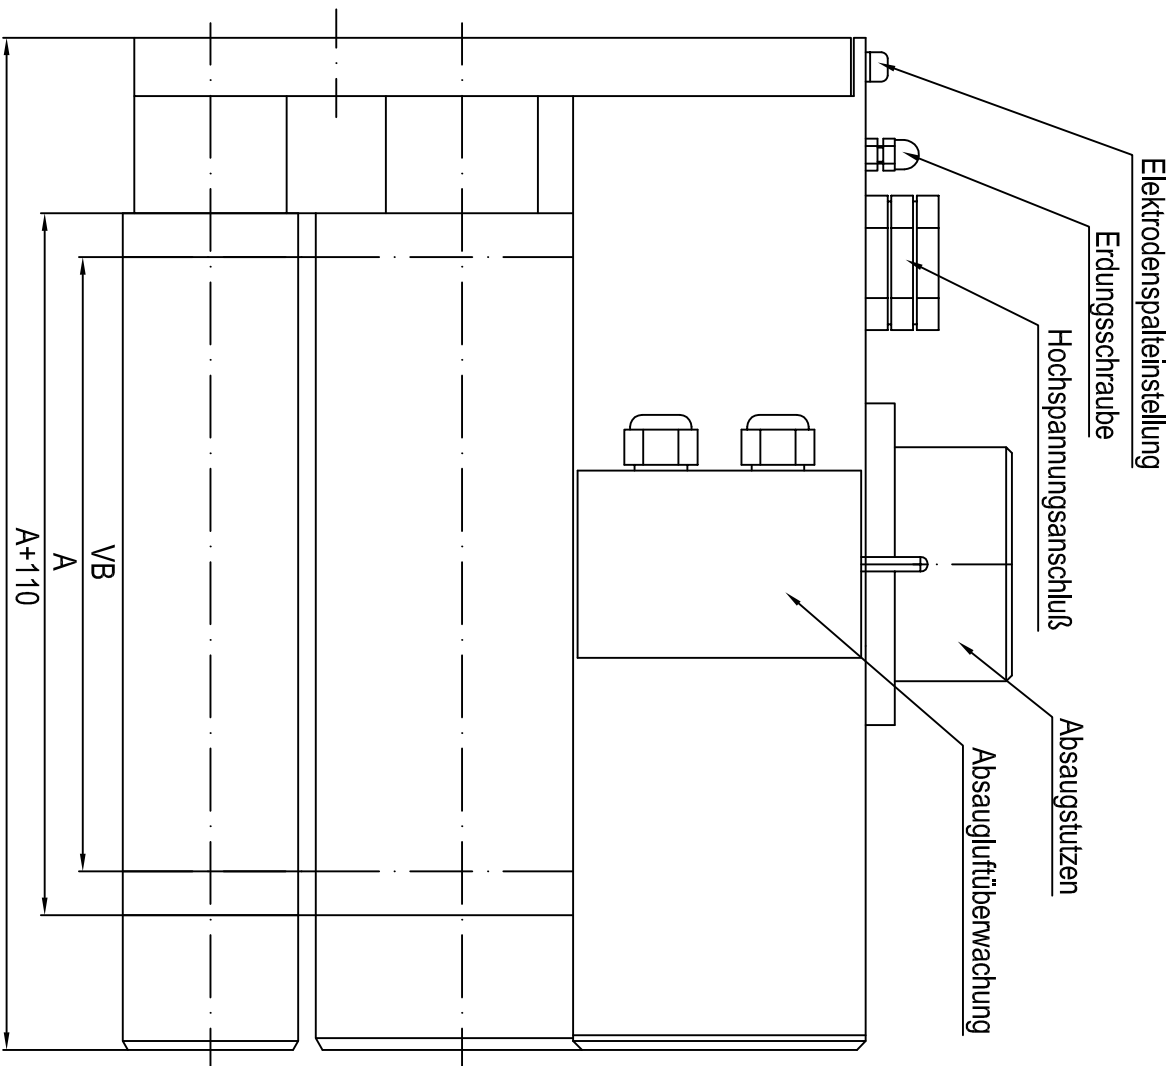 Elektrodenspalteinstellung
Erdungsschraube
Hochspannungsanschluß
Absaugstutzen
Absaugluftüberwachung
VB
A
A+110